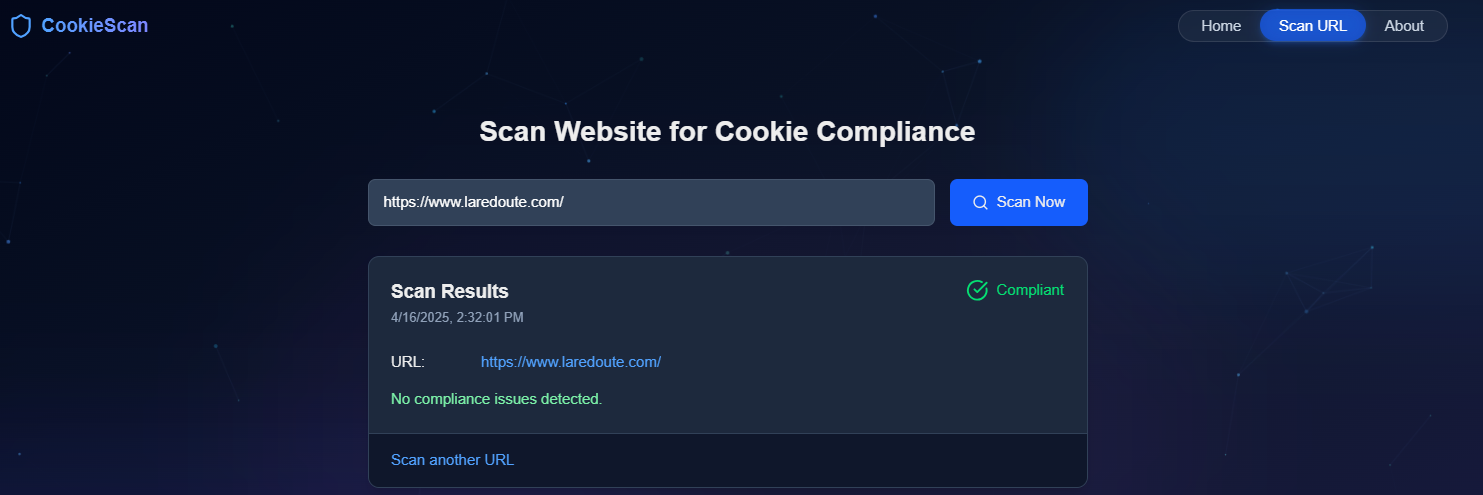 CookieScan
Home Scan URL About
Scan Website for Cookie Compliance
https://www.laredoute.com/ Scan Now
Scan Results Compliant
4/16/2025, 2:32:01 PM
URL: https://www.laredoute.com/
No compliance issues detected.
Scan another URL